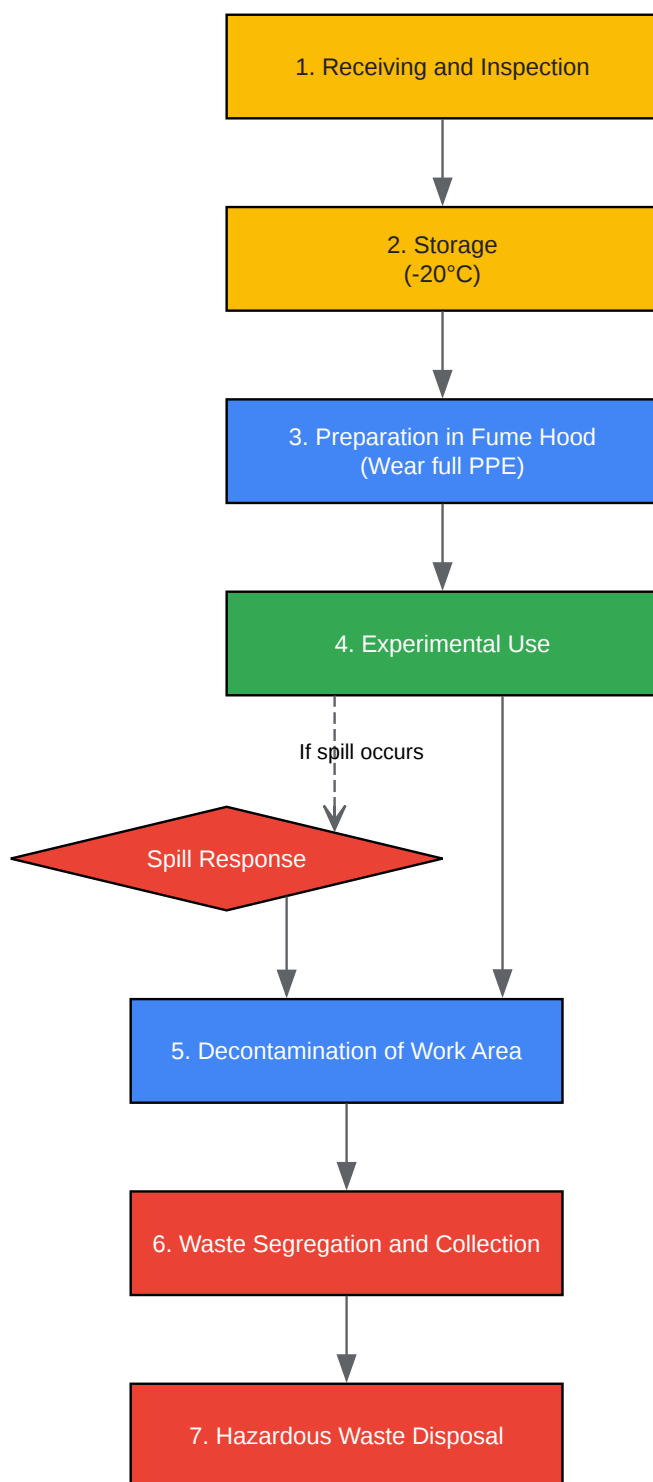 1. Receiving and Inspection
2. Storage
(-20°C)
3. Preparation in Fume Hood
(Wear full PPE)
4. Experimental Use
If spill occurs
Spill Response
5. Decontamination of Work Area
6. Waste Segregation and Collection
7. Hazardous Waste Disposal